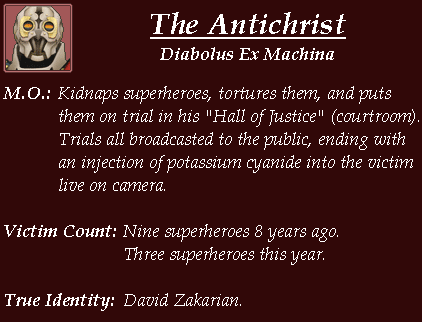 The Antichrist
Diabolus Ex Machina
M.O.: Kidnaps superheroes, tortures them, and puts
them on trial in his "Hall of Justice" (courtroom).
Trials all broadcasted to the public, ending with
an injection of potassium cyanide into the victim
live on camera.
Victim Count: Nine superheroes 8 years ago.
Three superheroes this year.
True Identity: David Zakarian.